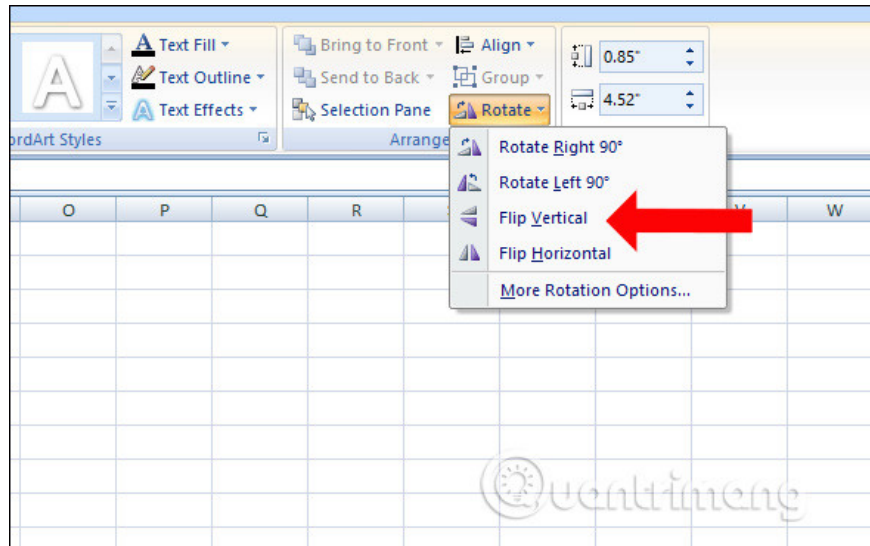 A Text Fill Bring to Front Align 0.85"
A Text Outline Send to Back Group
A Text Effects Selection Pane Rotate 4.52"
ordArt Styles Arrange
Rotate Right 90°
Rotate Left 90°
Flip Vertical
O P Q R V W
Flip Horizontal
More Rotation Options...
Quantrimang